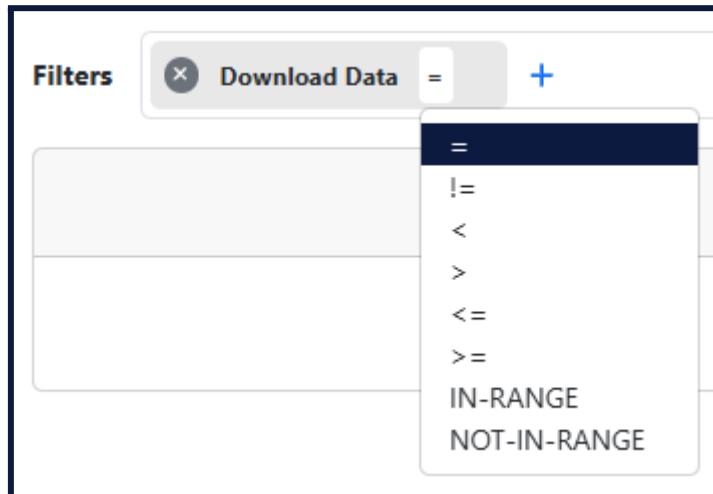 Filters Download Data = +
=
!=
<
>
<=
>=
IN-RANGE
NOT-IN-RANGE